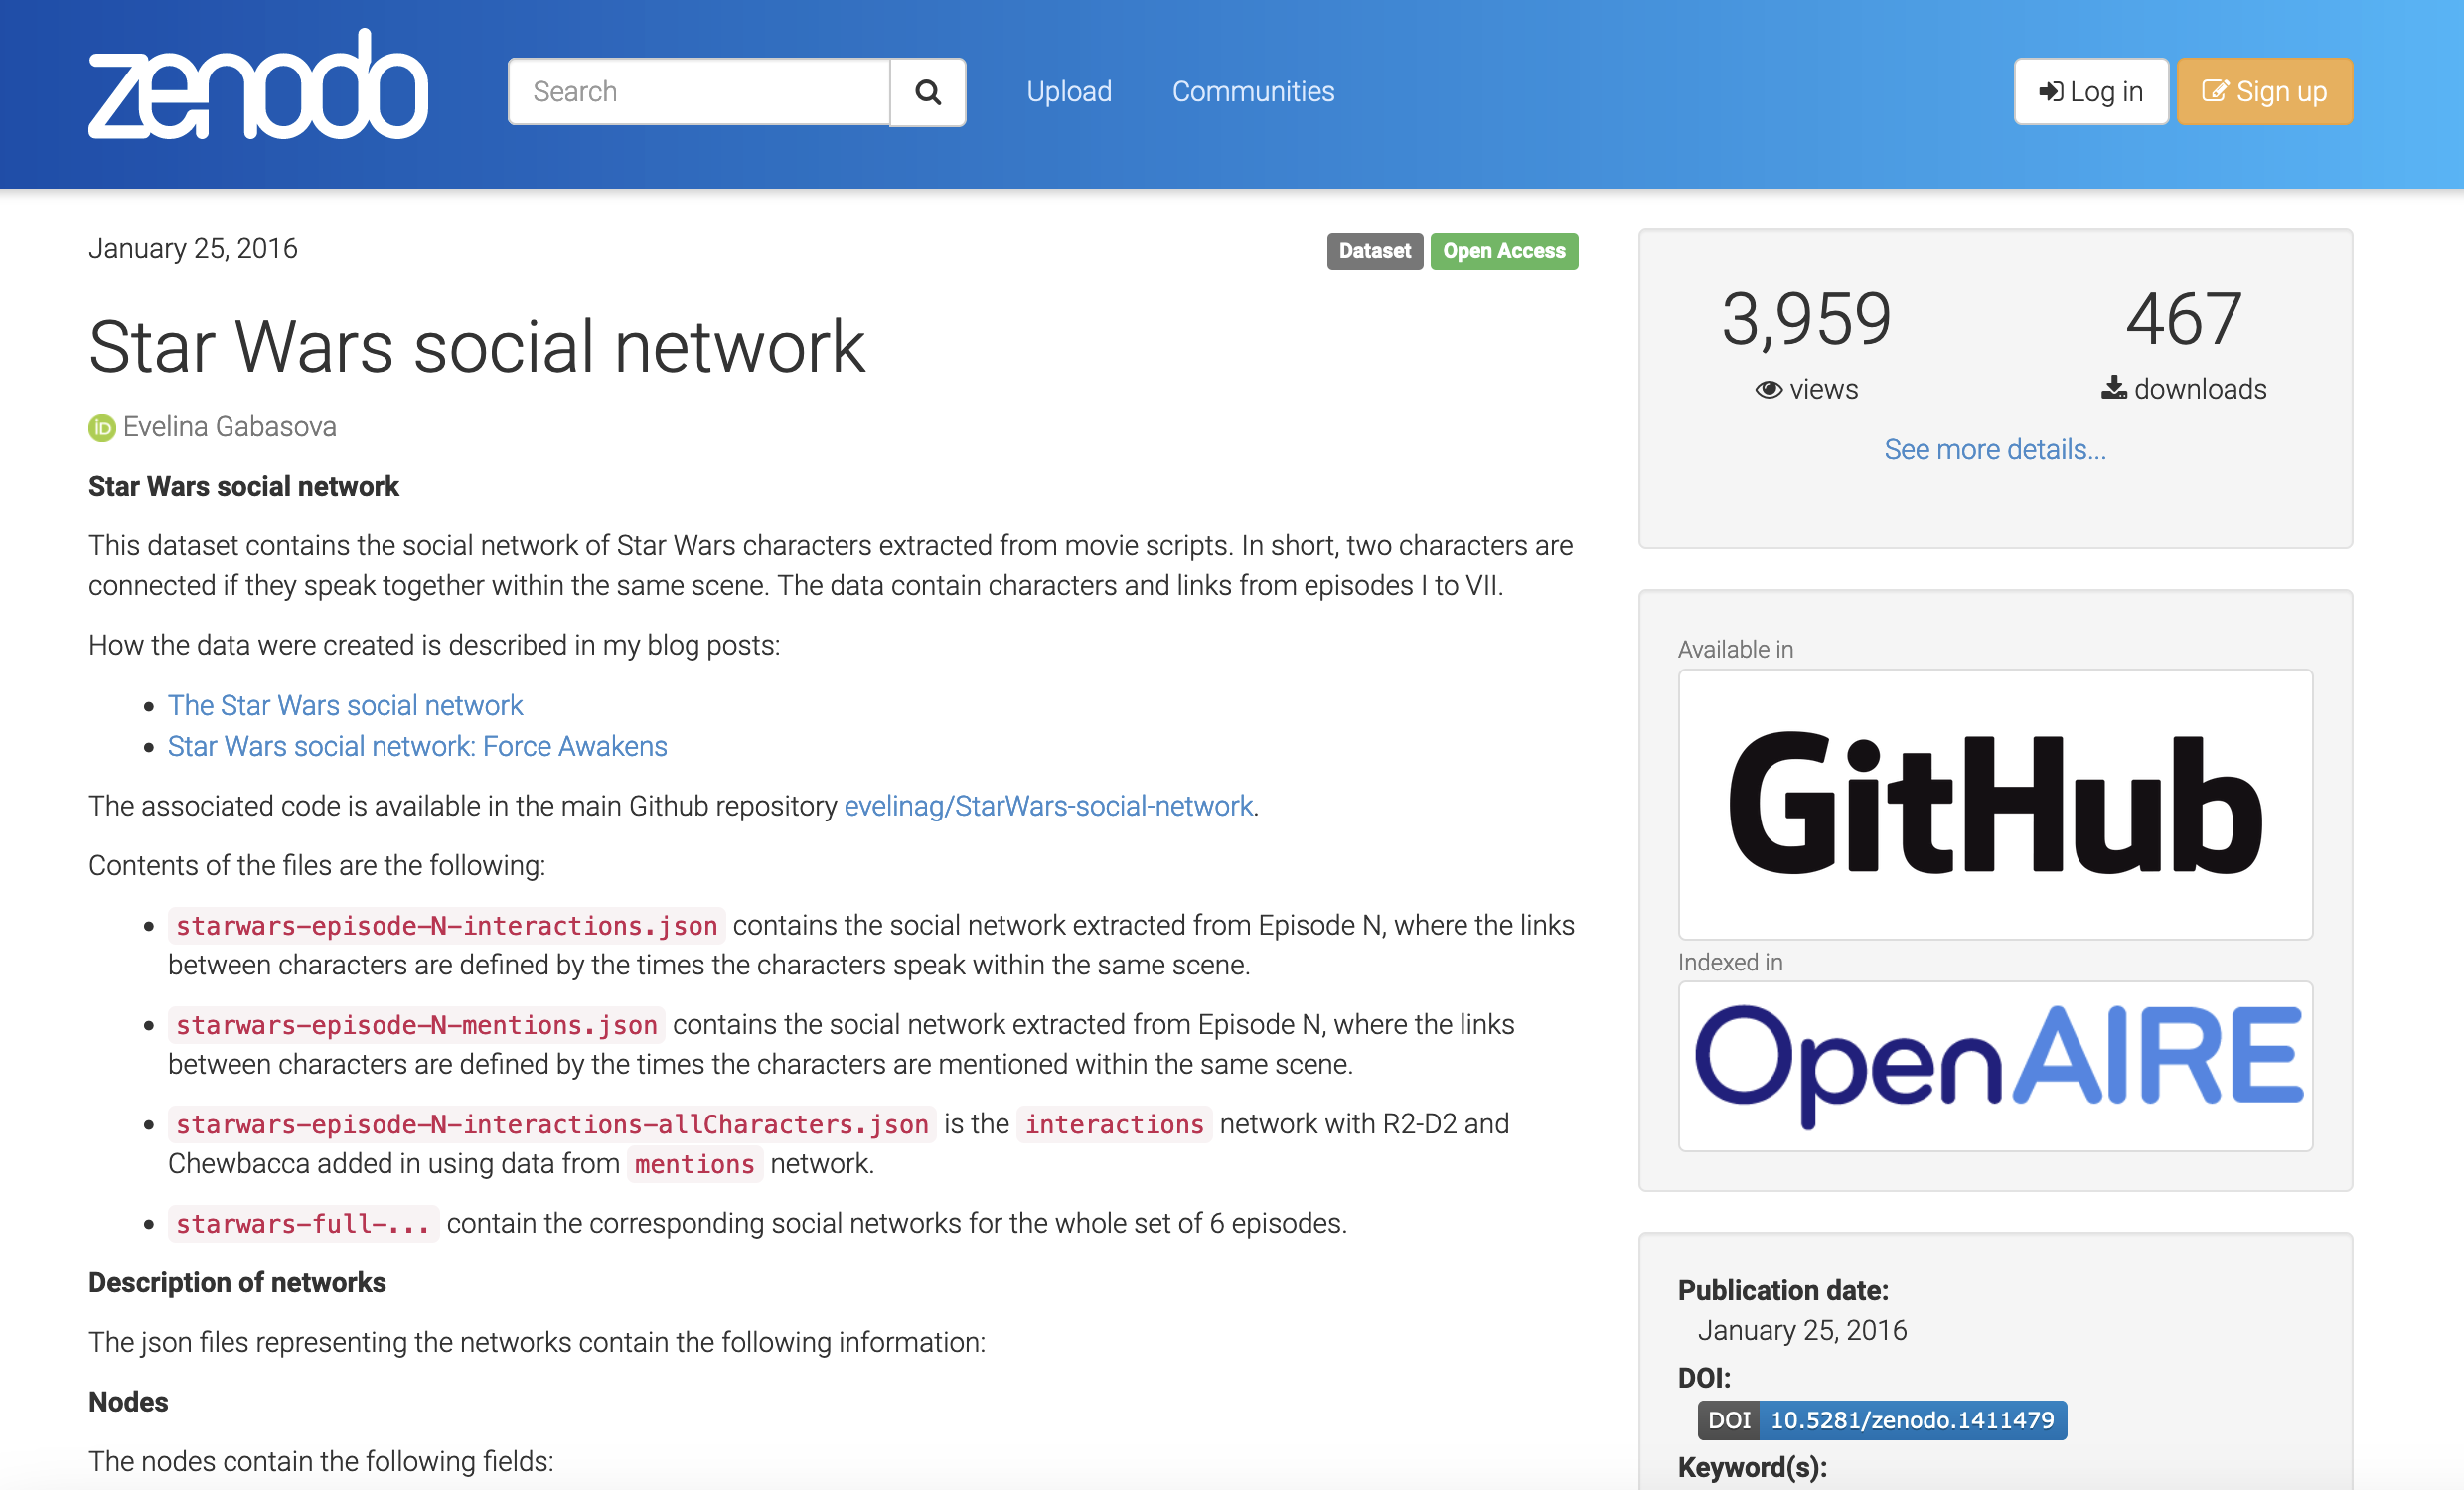 zenodo
Search
Upload
Communities
Log in
Sign up
January 25, 2016
Dataset
Open Access
Star Wars social network
iD Evelina Gabasova
Star Wars social network
This dataset contains the social network of Star Wars characters extracted from movie scripts. In short, two characters are
connected if they speak together within the same scene. The data contain characters and links from episodes I to VII.
How the data were created is described in my blog posts:
• The Star Wars social network
• Star Wars social network: Force Awakens
The associated code is available in the main Github repository evelinag/StarWars-social-network.
Contents of the files are the following:
• starwars-episode-N-interactions.json contains the social network extracted from Episode N, where the links
between characters are defined by the times the characters speak within the same scene.
• starwars-episode-N-mentions.json contains the social network extracted from Episode N, where the links
between characters are defined by the times the characters are mentioned within the same scene.
• starwars-episode-N-interactions-allCharacters.json is the interactions network with R2-D2 and
Chewbacca added in using data from mentions network.
• starwars-full-... contain the corresponding social networks for the whole set of 6 episodes.
Description of networks
The json files representing the networks contain the following information:
Nodes
The nodes contain the following fields:
3,959
views
467
downloads
See more details...
Available in
GitHub
Indexed in
OpenAIRE
Publication date:
January 25, 2016
DOI:
DOI 10.5281/zenodo.1411479
Keyword(s):